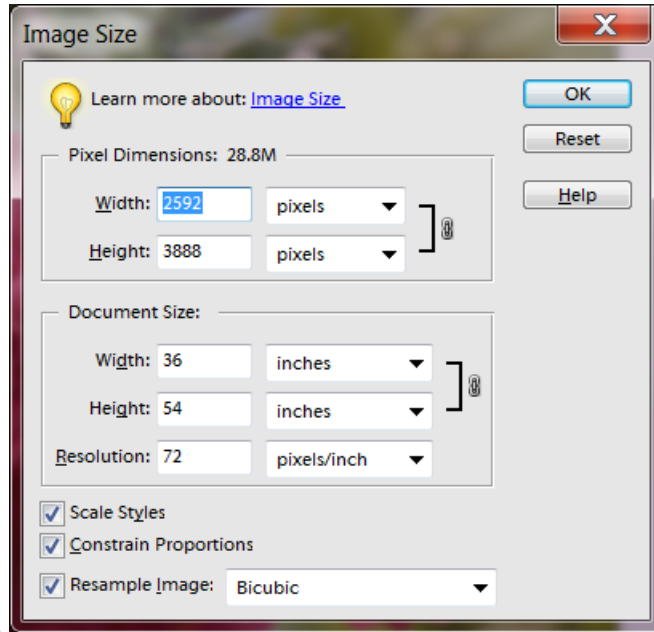 Image Size
Learn more about: Image Size
OK
Reset
Help
Pixel Dimensions: 28.8M
Width: 2592 pixels
Height: 3888 pixels
Document Size:
Width: 36 inches
Height: 54 inches
Resolution: 72 pixels/inch
Scale Styles
Constrain Proportions
Resample Image: Bicubic